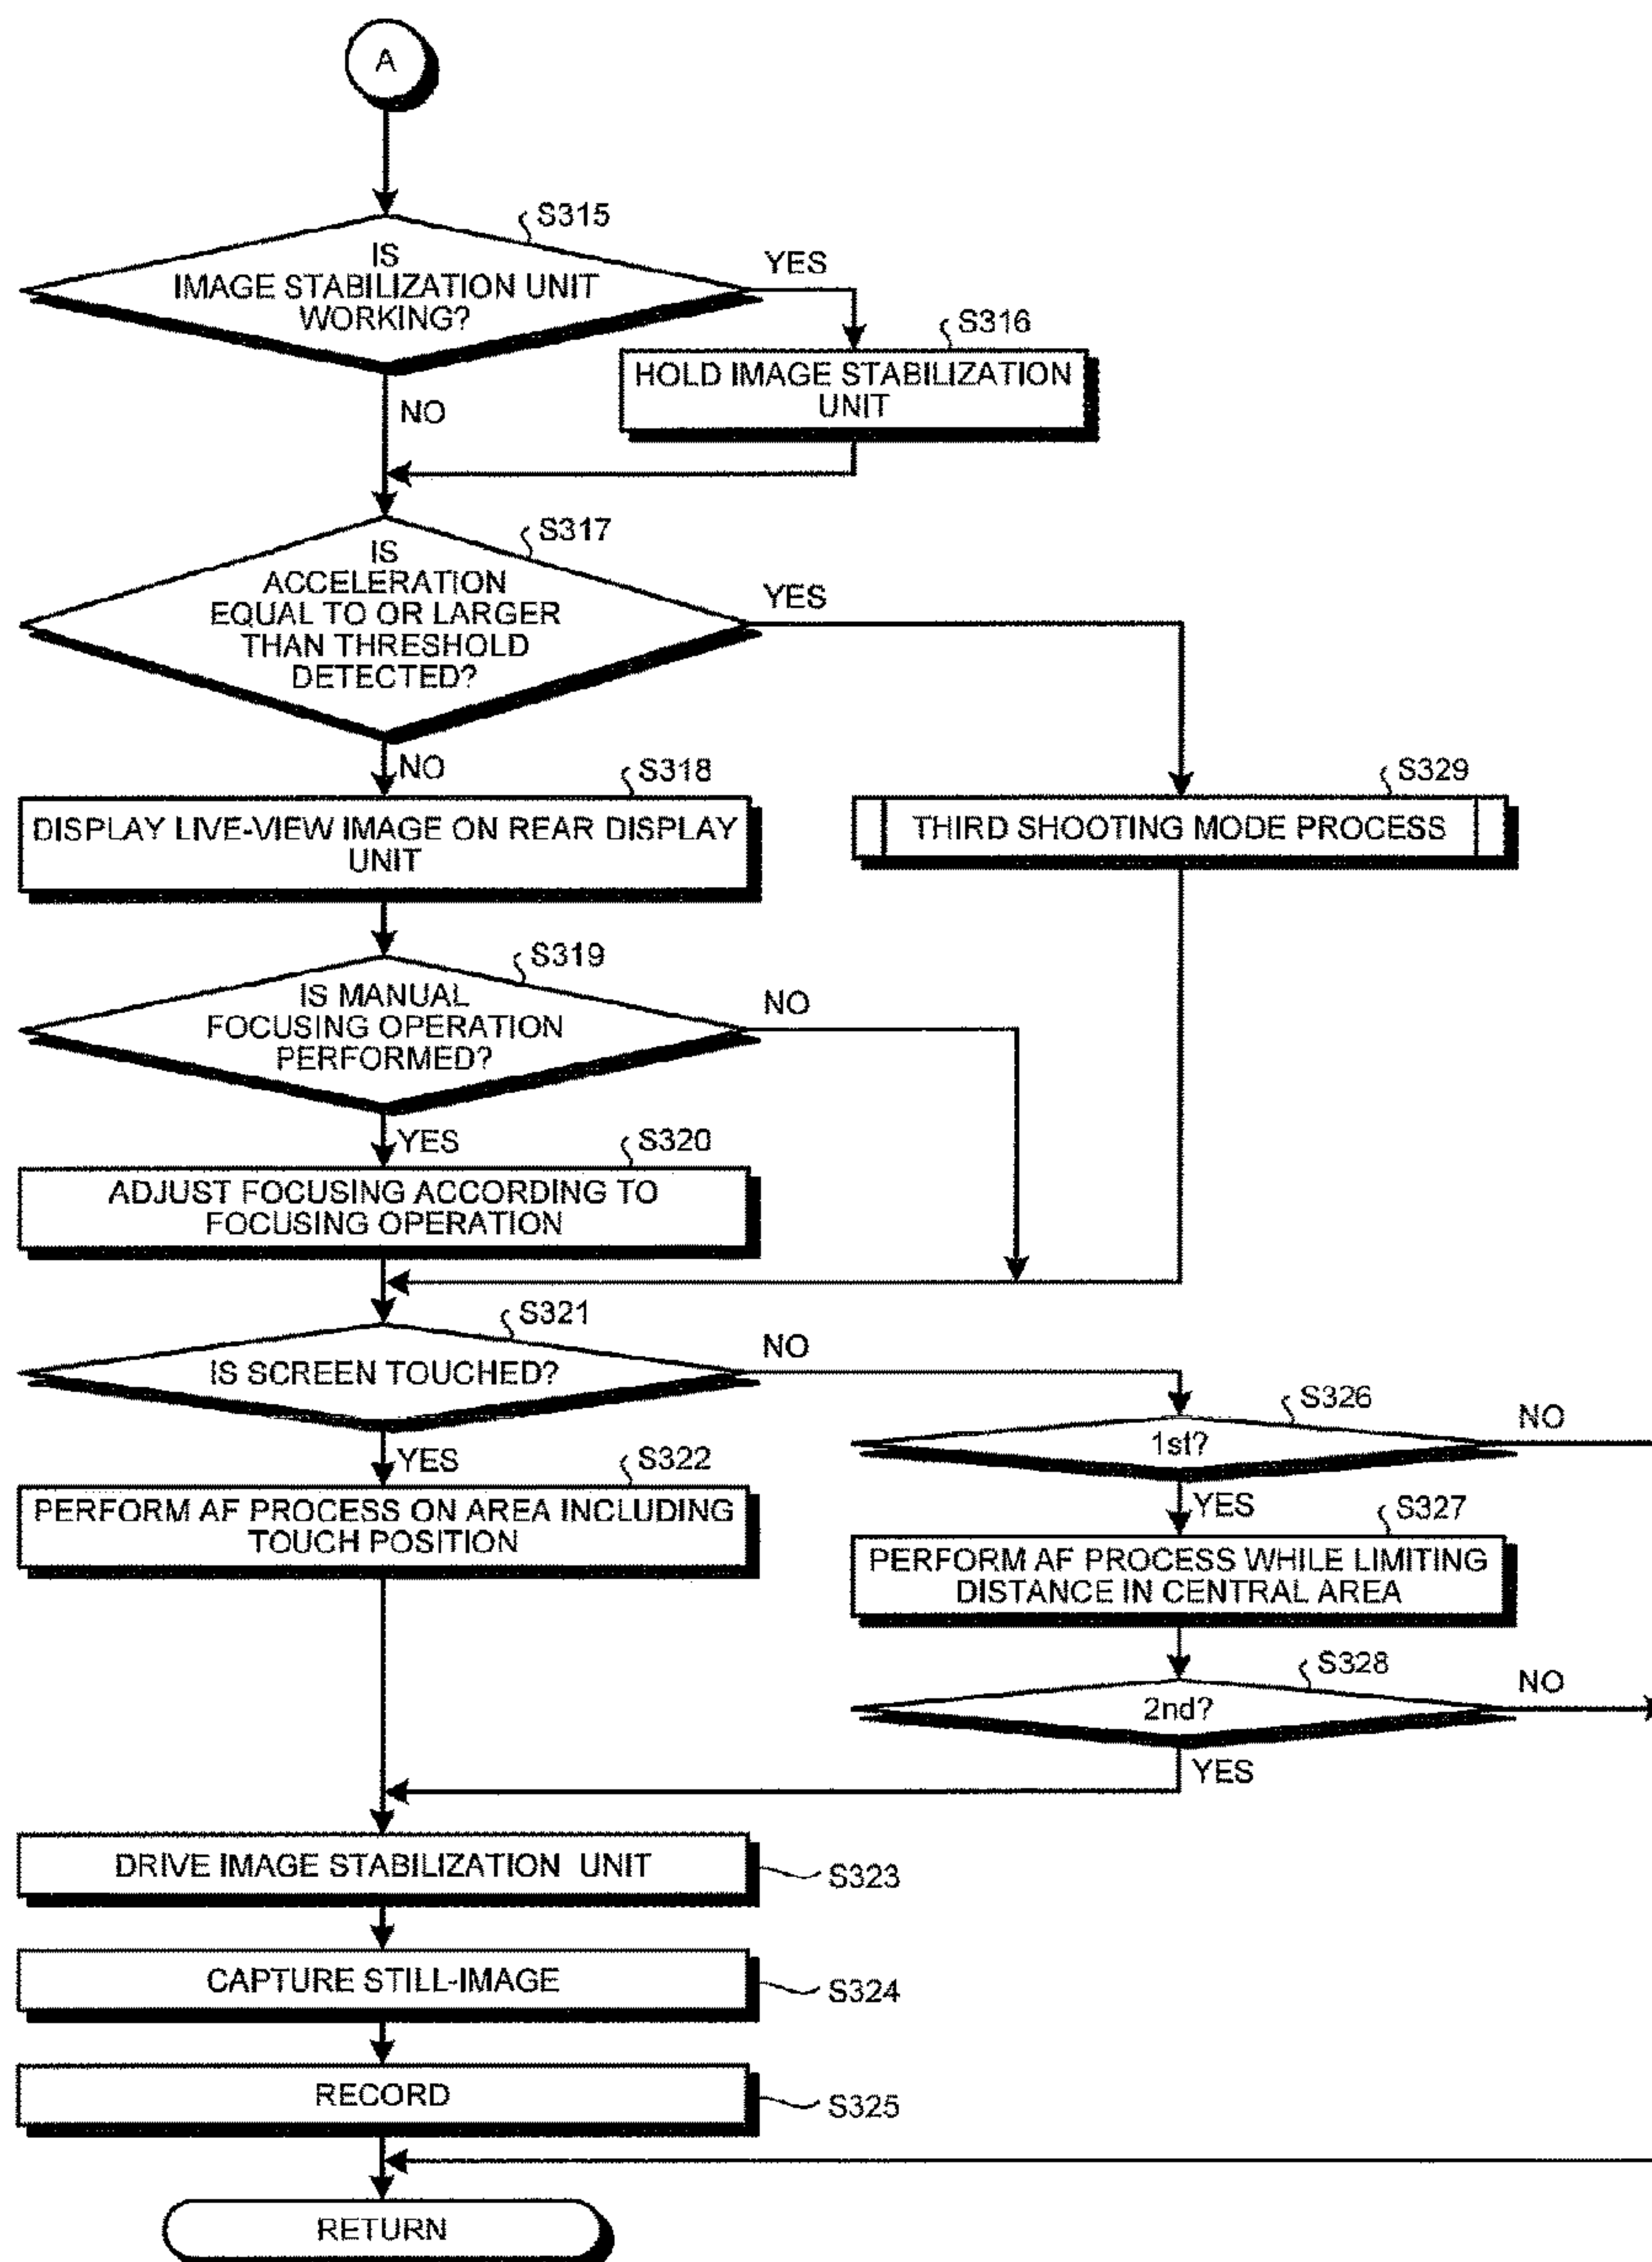 A
S315
IS
IMAGE STABILIZATION UNIT
WORKING?
YES
S316
HOLD IMAGE STABILIZATION
UNIT
NO
S317
IS
ACCELERATION
EQUAL TO OR LARGER
THAN THRESHOLD
DETECTED?
YES
NO
S318
DISPLAY LIVE-VIEW IMAGE ON REAR DISPLAY
UNIT
S329
THIRD SHOOTING MODE PROCESS
S319
IS MANUAL
FOCUSING OPERATION
PERFORMED?
NO
YES
S320
ADJUST FOCUSING ACCORDING TO
FOCUSING OPERATION
S321
IS SCREEN TOUCHED?
NO
S326
1st?
NO
YES
S322
PERFORM AF PROCESS ON AREA INCLUDING
TOUCH POSITION
YES
S327
PERFORM AF PROCESS WHILE LIMITING
DISTANCE IN CENTRAL AREA
S328
2nd?
NO
YES
DRIVE IMAGE STABILIZATION UNIT
S323
CAPTURE STILL-IMAGE
S324
RECORD
S325
RETURN